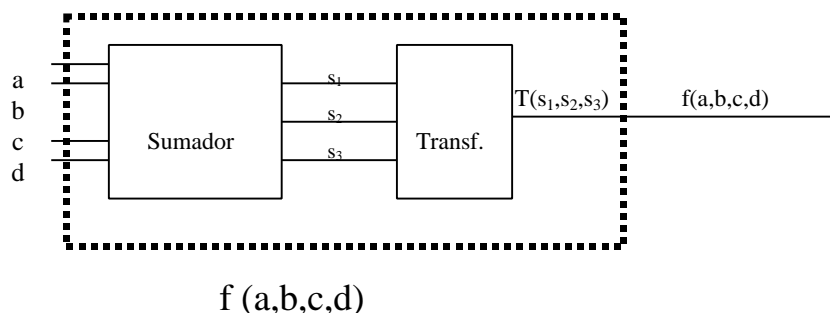 a
b
c
d
Sumador
s₁
s₂
s₃
Transf.
T(s₁,s₂,s₃)
f(a,b,c,d)
f (a,b,c,d)